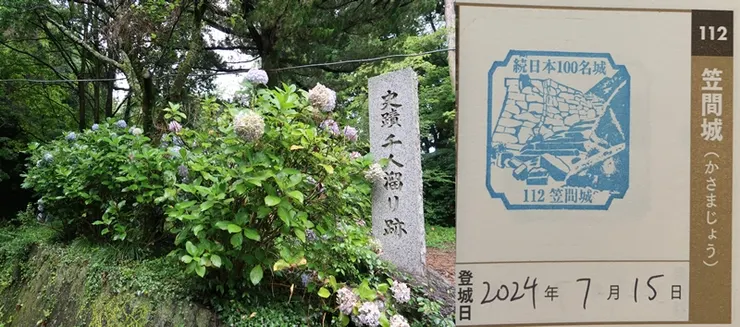 史蹟千人溜り跡
続日本100名城
112 笠間城
112
笠間城
(かさまじょう)
登城日
2024年 7月 15日